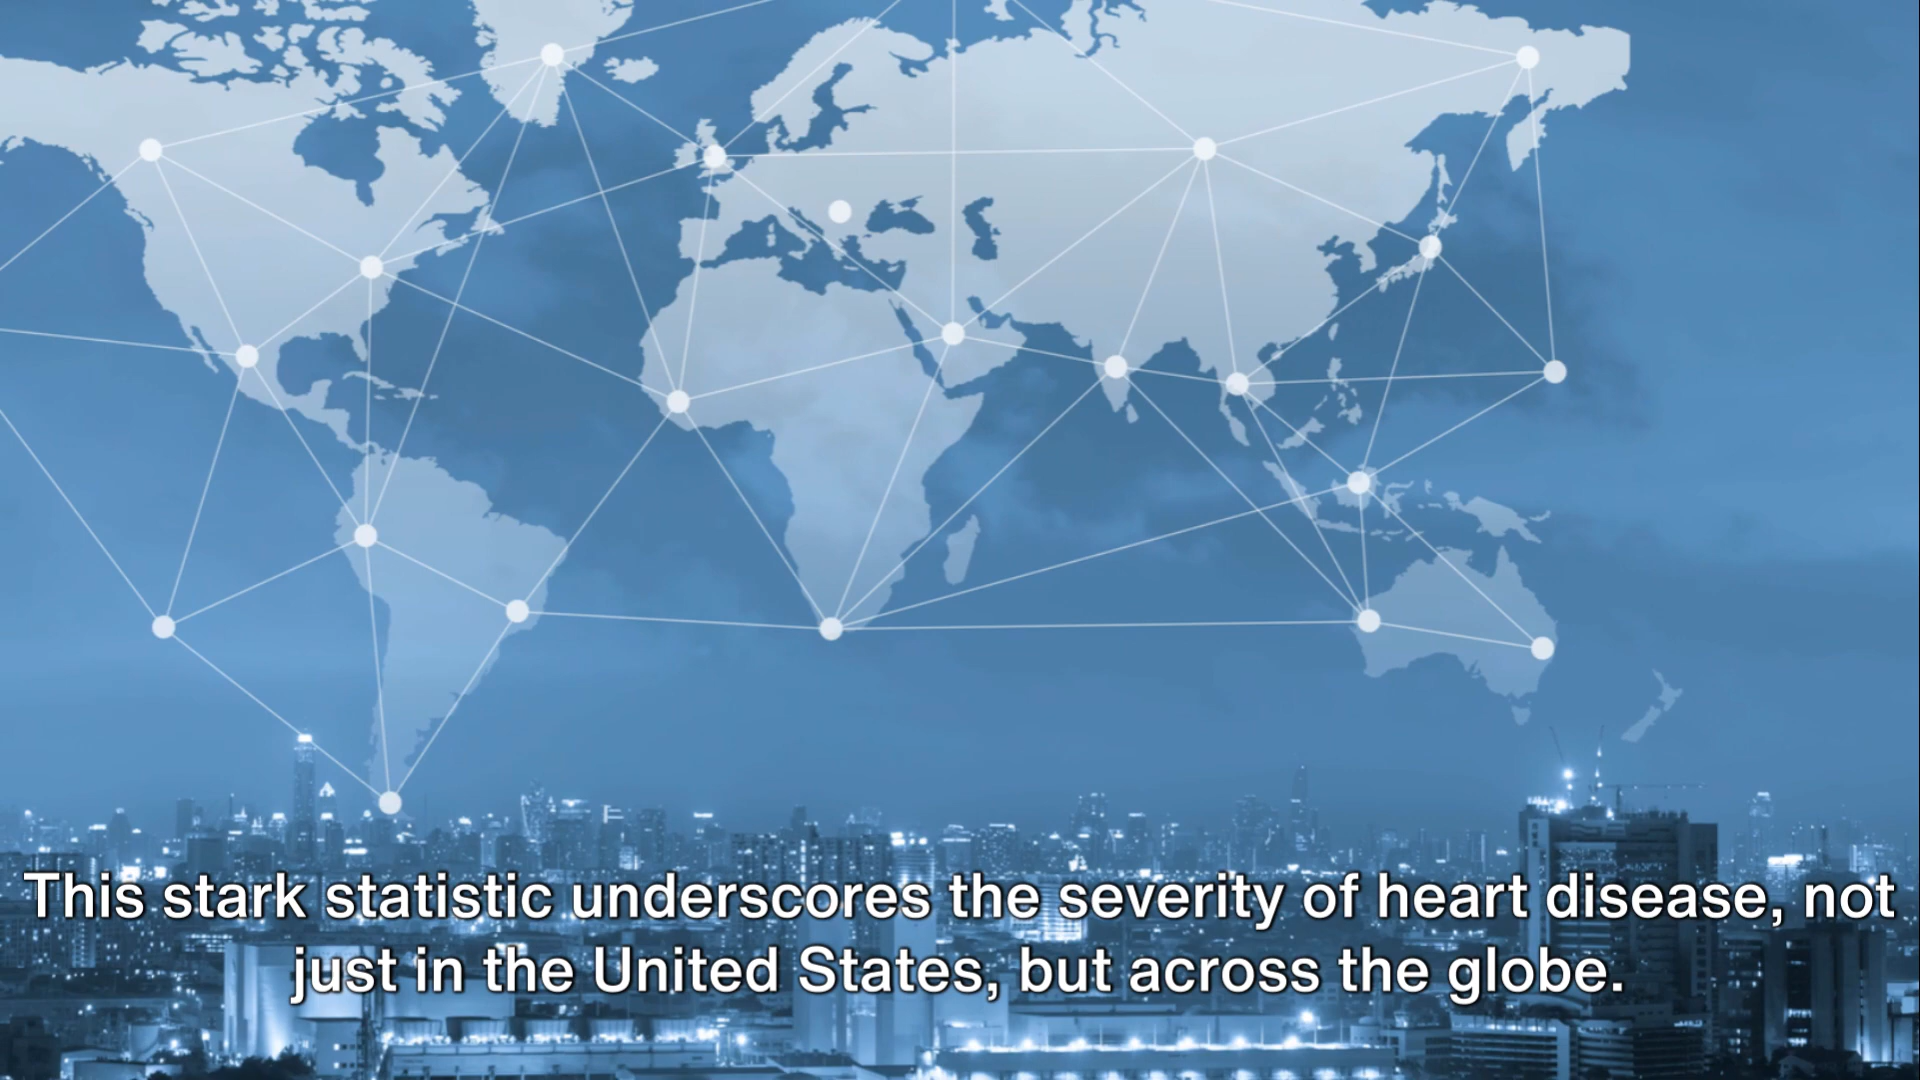 This stark statistic underscores the severity of heart disease, not
just in the United States, but across the globe.